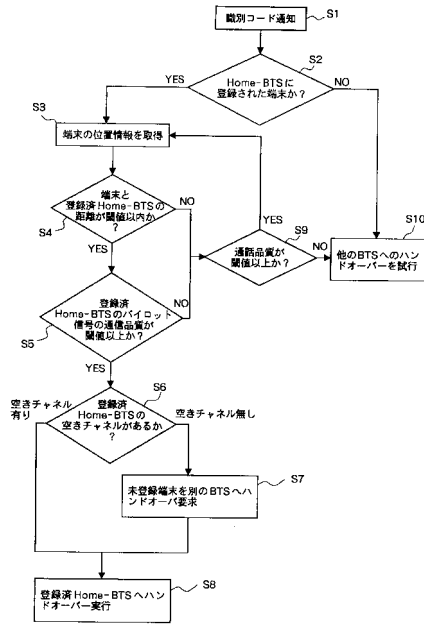 S1
識別コード通知
S2
Home-BTSに
登録された端末か?
YES
NO
S3
端末の位置情報を取得
端末と
登録済Home-BTSの
距離が閾値以内か
?
S4
NO
YES
YES
S9
通話品質が
閾値以上か?
NO
S10
他のBTSへのハン
ドオーバーを試行
登録済
Home-BTSのパイロット
信号の通信品質が
閾値以上か?
S5
NO
YES
S6
登録済
Home-BTSの
空きチャネルがあるか
?
空きチャネル
有り
空きチャネル無し
S7
未登録端末を別のBTSへハ
ンドオーバ要求
S8
登録済Home-BTSへハン
ドオーバー実行